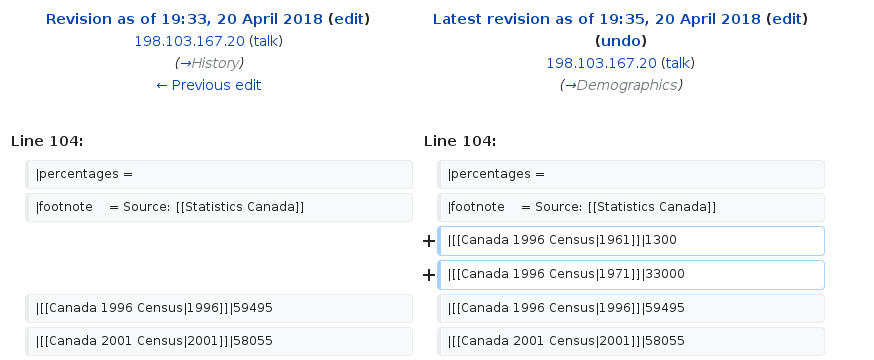 Revision as of 19:33, 20 April 2018 (edit)
198.103.167.20 (talk)
(→History)
← Previous edit
Latest revision as of 19:35, 20 April 2018 (edit)
(undo)
198.103.167.20 (talk)
(→Demographics)
Line 104:
Line 104:
|percentages =
|percentages =
|footnote    = Source: [[Statistics Canada]]
|footnote    = Source: [[Statistics Canada]]
+ |[[Canada 1996 Census|1961]]|1300
+ |[[Canada 1996 Census|1971]]|33000
|[[Canada 1996 Census|1996]]|59495
|[[Canada 1996 Census|1996]]|59495
|[[Canada 2001 Census|2001]]|58055
|[[Canada 2001 Census|2001]]|58055